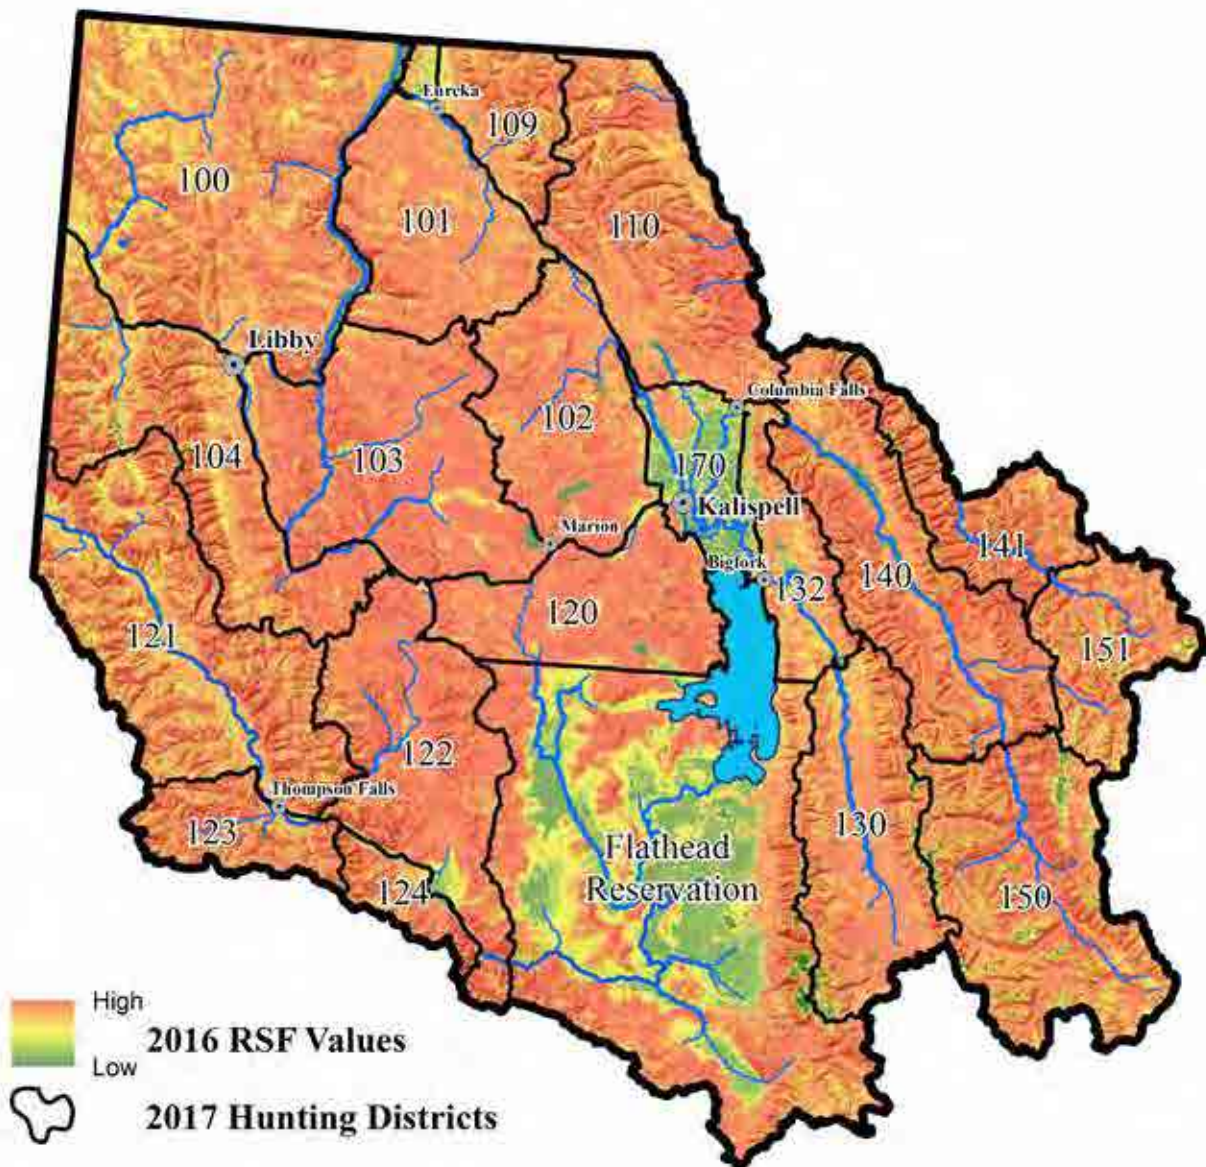 Eureka
109
100
101
110
Libby
Columbia Falls
102
104
103
170
Kalispell
Marion
Bigfork
141
140
132
120
121
151
122
Thompson Falls
123
130
Flathead
Reservation
124
150
High
2016 RSF Values
Low
2017 Hunting Districts